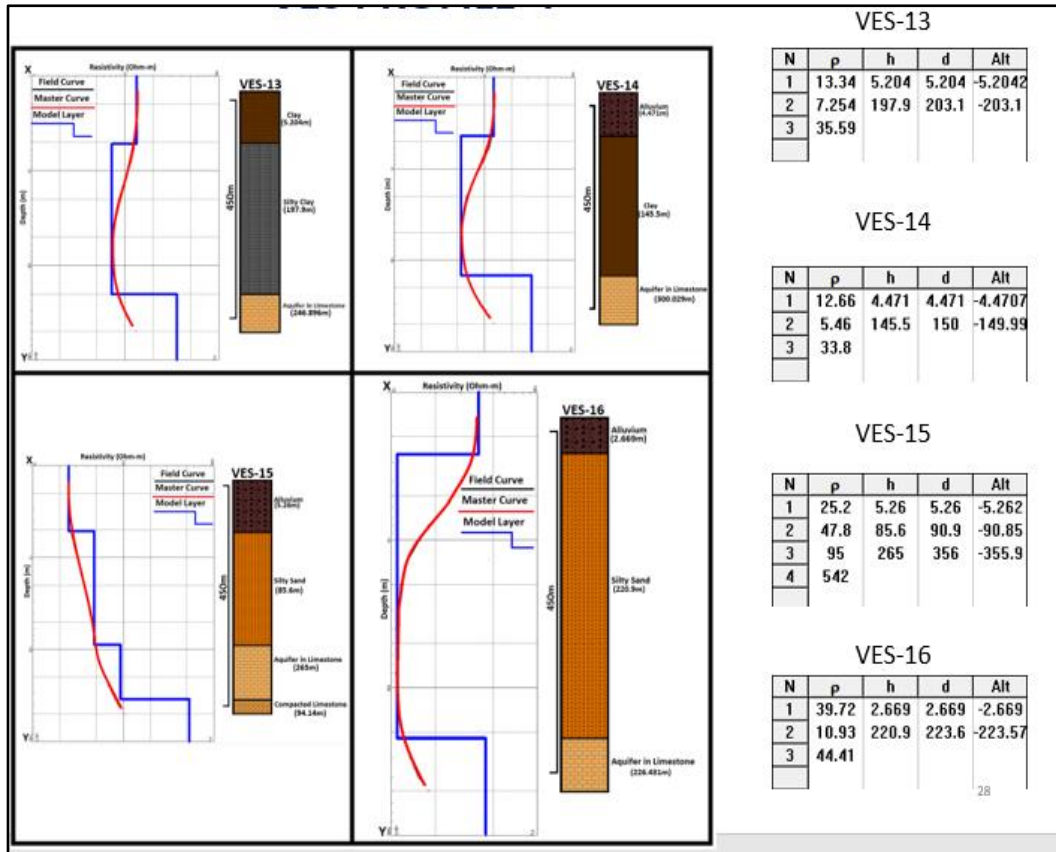 VES-13
X
Resistivity (Ohm-m)
Field Curve
Master Curve
Model Layer
Depth (m)
Y
VES-13
450m
Clay
(5.204m)
Silty Clay
(197.9m)
Aquifer in Limestone
(246.896m)
X
Resistivity (Ohm-m)
Field Curve
Master Curve
Model Layer
Depth (m)
Y
VES-14
450m
Alluvium
(4.471m)
Clay
(145.5m)
Aquifer in Limestone
(300.029m)
X
Resistivity (Ohm-m)
Field Curve
Master Curve
Model Layer
Depth (m)
Y
VES-15
450m
Alluvium
(5.26m)
Silty Sand
(85.6m)
Aquifer in Limestone
(265m)
Compacted Limestone
(94.14m)
X
Resistivity (Ohm-m)
Field Curve
Master Curve
Model Layer
Depth (m)
Y
VES-16
450m
Alluvium
(2.669m)
Silty Sand
(220.9m)
Aquifer in Limestone
(226.431m)
N ρ h d Alt
1 13.34 5.204 5.204 -5.2042
2 7.254 197.9 203.1 -203.1
3 35.59
VES-14
N ρ h d Alt
1 12.66 4.471 4.471 -4.4707
2 5.46 145.5 150 -149.99
3 33.8
VES-15
N ρ h d Alt
1 25.2 5.26 5.26 -5.262
2 47.8 85.6 90.9 -90.85
3 95 265 356 -355.9
4 542
VES-16
N ρ h d Alt
1 39.72 2.669 2.669 -2.669
2 10.93 220.9 223.6 -223.57
3 44.41
28